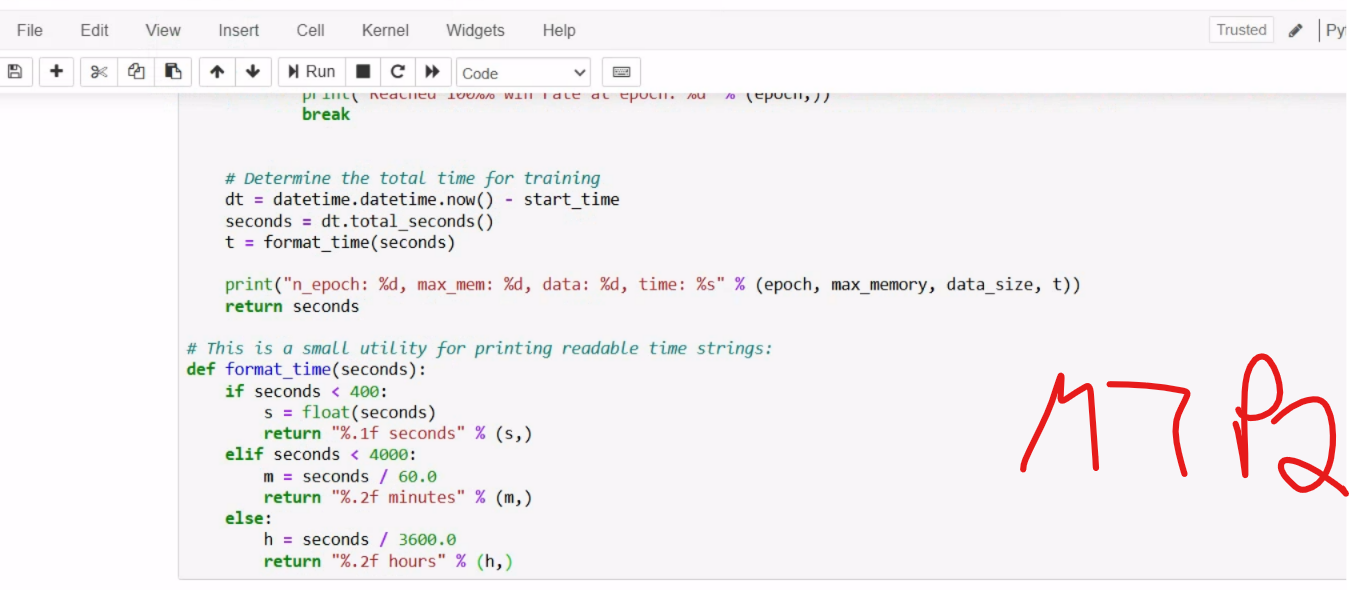 File Edit View Insert Cell Kernel Widgets Help Trusted
Run Code
print( Reached 100%% win rate at epoch: %d % (epoch,))
break
# Determine the total time for training
dt = datetime.datetime.now() - start_time
seconds = dt.total_seconds()
t = format_time(seconds)
print("n_epoch: %d, max_mem: %d, data: %d, time: %s" % (epoch, max_memory, data_size, t))
return seconds
# This is a small utility for printing readable time strings:
def format_time(seconds):
if seconds < 400:
s = float(seconds)
return "%.1f seconds" % (s,)
elif seconds < 4000:
m = seconds / 60.0
return "%.2f minutes" % (m,)
else:
h = seconds / 3600.0
return "%.2f hours" % (h,)